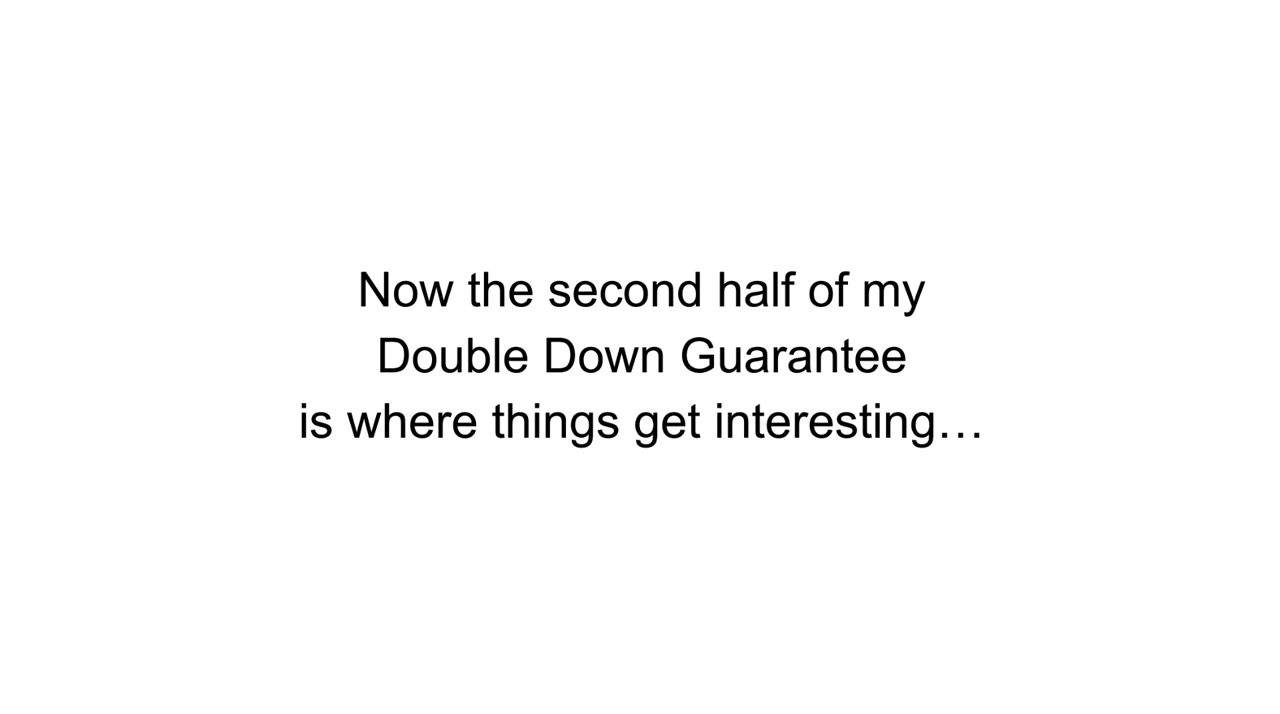 Now the second half of my
Double Down Guarantee
is where things get interesting…